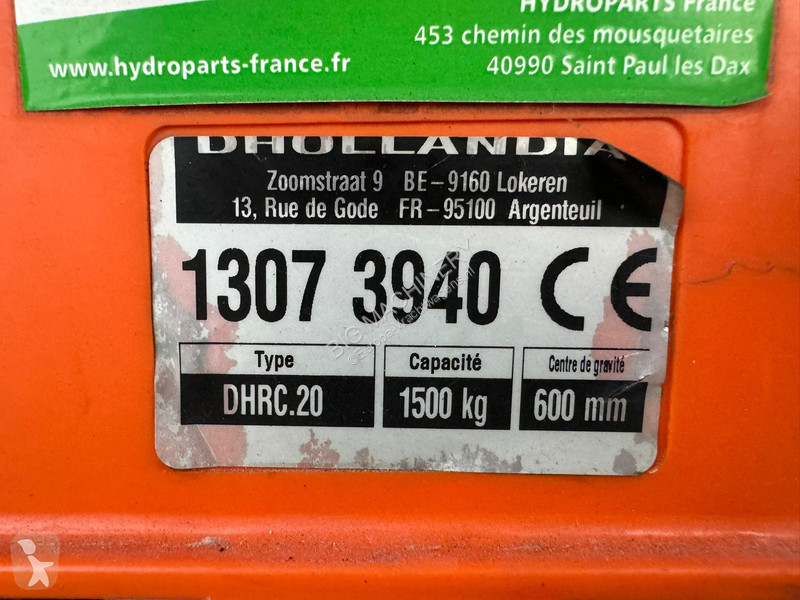 HYDROPARTS France
453 chemin des mousquetaires
www.hydroparts-france.fr
40990 Saint Paul les Dax
DHOLLANDIA
Zoomstraat 9 BE-9160 Lokeren
13, Rue de Gode FR-95100 Argenteuil
1307 3940 CE
BG MACHINERY
Type Capacité Centre de gravité
DHRC.20 1500 kg 600 mm